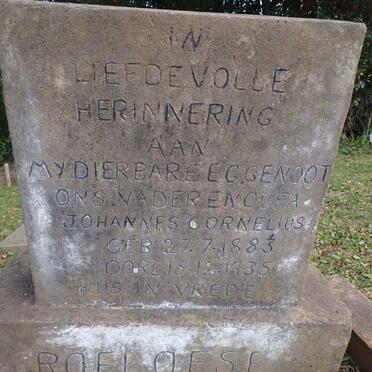 IN
LIEFDEVOLLE
HERINNERING
AAN
MY DIERBARE EGGENOOT
ONS VADER EN OUPA
JOHANNES CORNELIUS
GEB 27.7.1883
OORL 15.12.1935
RUS IN VREDE
ROELOFSE